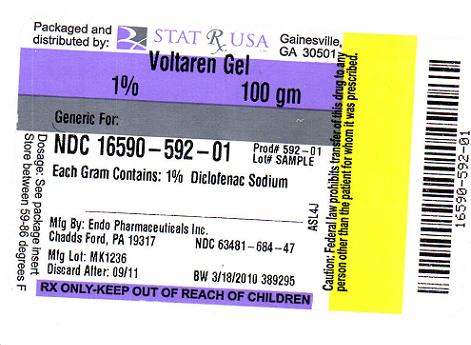 Packaged and
distributed by:
STAT Rx USA
LLC
Gainesville,
GA 30501
Voltaren Gel
1% 100 gm
Generic For:
NDC 16590-592-01
Prod# 592-01
Lot# SAMPLE
Each Gram Contains: 1% Diclofenac Sodium
Mfg By: Endo Pharmaceuticals Inc.
Chadds Ford, PA 19317
NDC 63481-684-47
Mfg Lot: MK1236
Discard After: 09/11
BW 3/18/2010 389295
RX ONLY-KEEP OUT OF REACH OF CHILDREN
Dosage: See package insert
Store between 59-86 degrees F
ASL4J
Caution: Federal law prohibits transfer of this drug to any
person other than the patient for whom it was prescribed.
16590-592-01